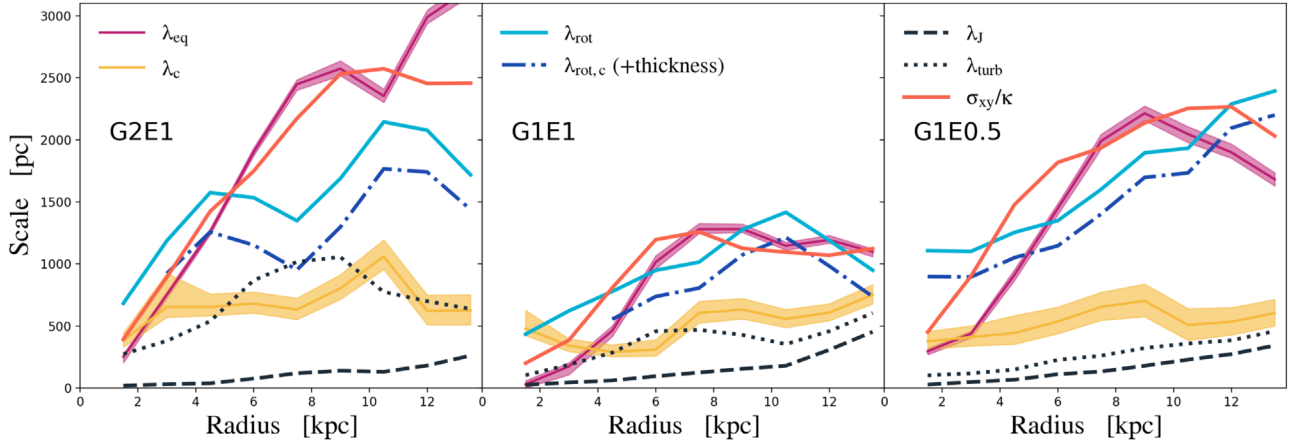 3000
2500
2000
1500
1000
500
0
Scale [pc]
λeq
λc
G2E1
λrot
λrot, c (+thickness)
G1E1
λJ
λturb
σxy/κ
G1E0.5
0 2 4 6 8 10 12 0 2 4 6 8 10 12 0 2 4 6 8 10 12
Radius [kpc] Radius [kpc] Radius [kpc]